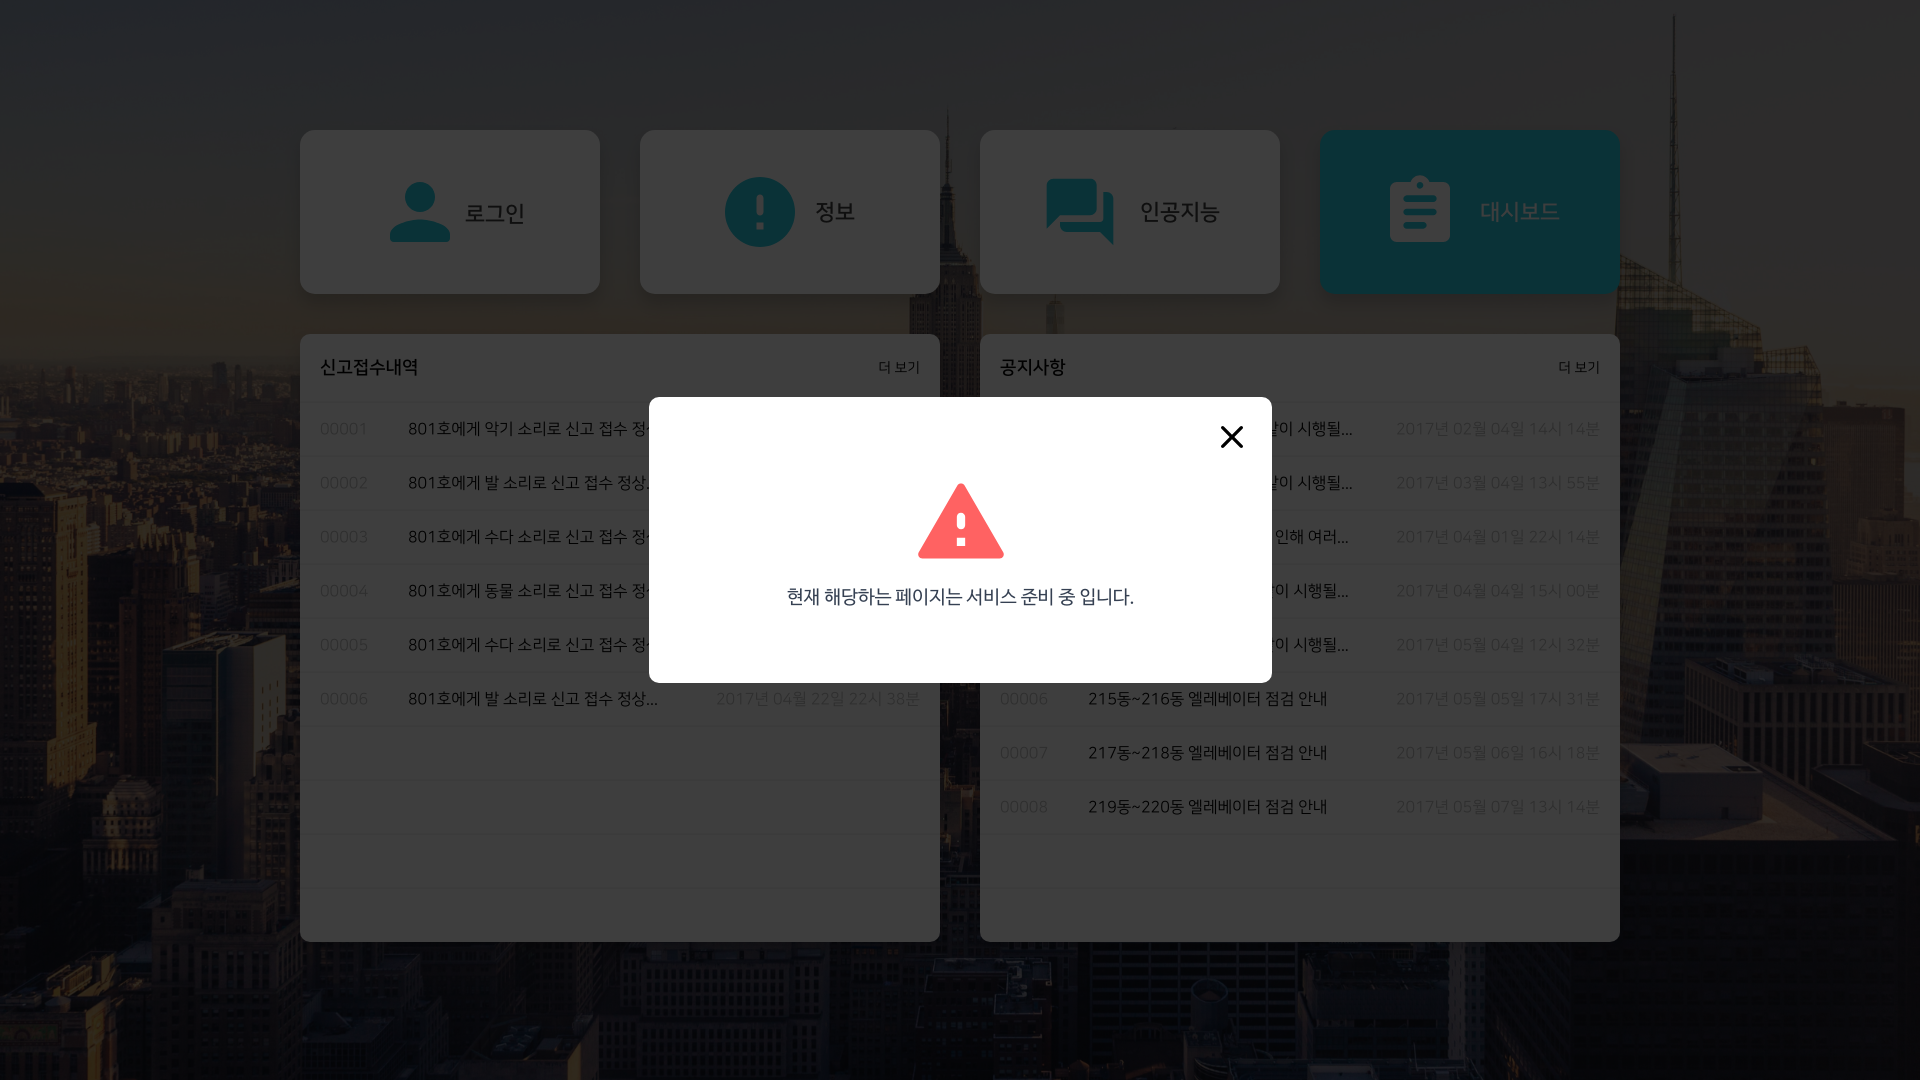 로그인
정보
인공지능
대시보드
신고접수내역
더 보기
00001 801호에게 악기 소리로 신고 접수
00002 801호에게 발 소리로 신고 접수 정상
00003 801호에게 수다 소리로 신고 접수
00004 801호에게 동물 소리로 신고 접수
00005 801호에게 수다 소리로 신고 접수
00006 801호에게 발 소리로 신고 접수 정상... 2017년 04월 22일 22시 38분
공지사항
더 보기
시행될... 2017년 02월 04일 14시 14분
시행될... 2017년 03월 04일 13시 55분
인해 여러... 2017년 04월 01일 22시 14분
시행될... 2017년 04월 04일 15시 00분
시행될... 2017년 05월 04일 12시 32분
00006 215동~216동 엘레베이터 점검 안내 2017년 05월 05일 17시 31분
00007 217동~218동 엘레베이터 점검 안내 2017년 05월 06일 16시 18분
00008 219동~220동 엘레베이터 점검 안내 2017년 05월 07일 13시 14분
현재 해당하는 페이지는 서비스 준비 중 입니다.